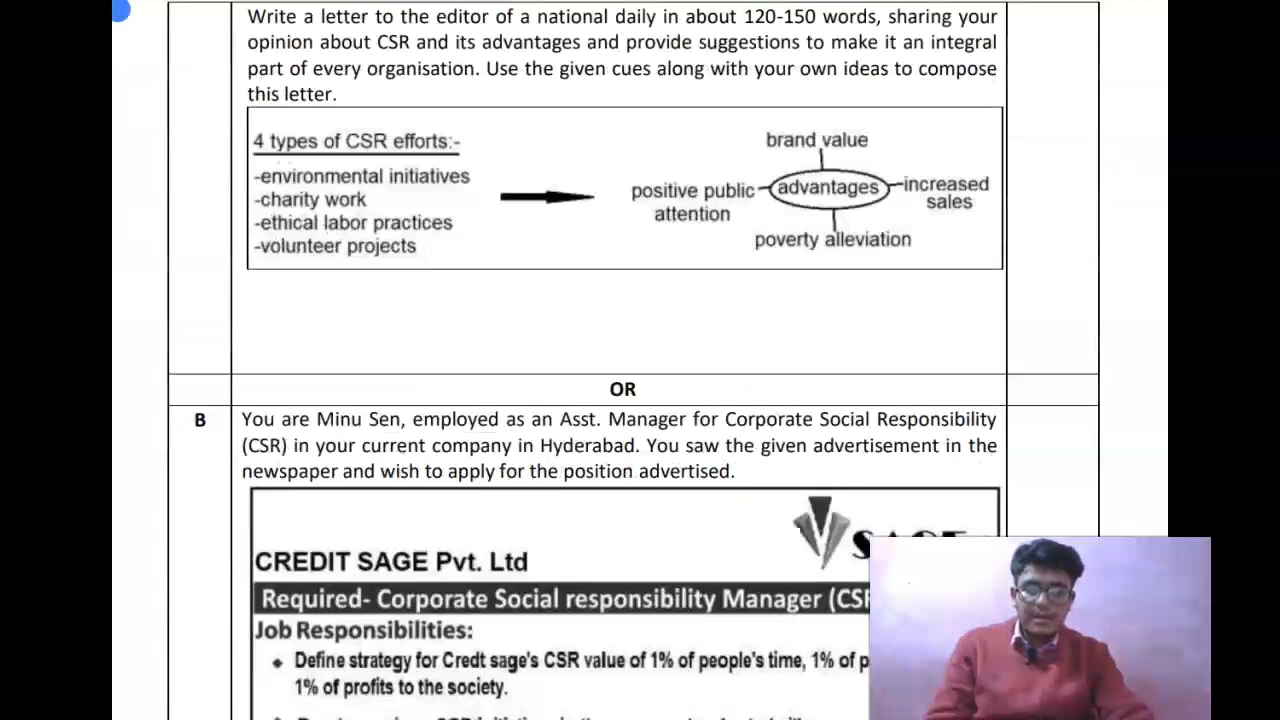 Write a letter to the editor of a national daily in about 120-150 words, sharing your
opinion about CSR and its advantages and provide suggestions to make it an integral
part of every organisation. Use the given cues along with your own ideas to compose
this letter.
4 types of CSR efforts:-
-environmental initiatives
-charity work
-ethical labor practices
-volunteer projects
brand value
positive public
attention
advantages
increased
sales
poverty alleviation
OR
B
You are Minu Sen, employed as an Asst. Manager for Corporate Social Responsibility
(CSR) in your current company in Hyderabad. You saw the given advertisement in the
newspaper and wish to apply for the position advertised.
SAGE
CREDIT SAGE Pvt. Ltd
Required- Corporate Social responsibility Manager (CSR
Job Responsibilities:
Define strategy for Credt sage's CSR value of 1% of people's time, 1% of p
1% of profits to the society.